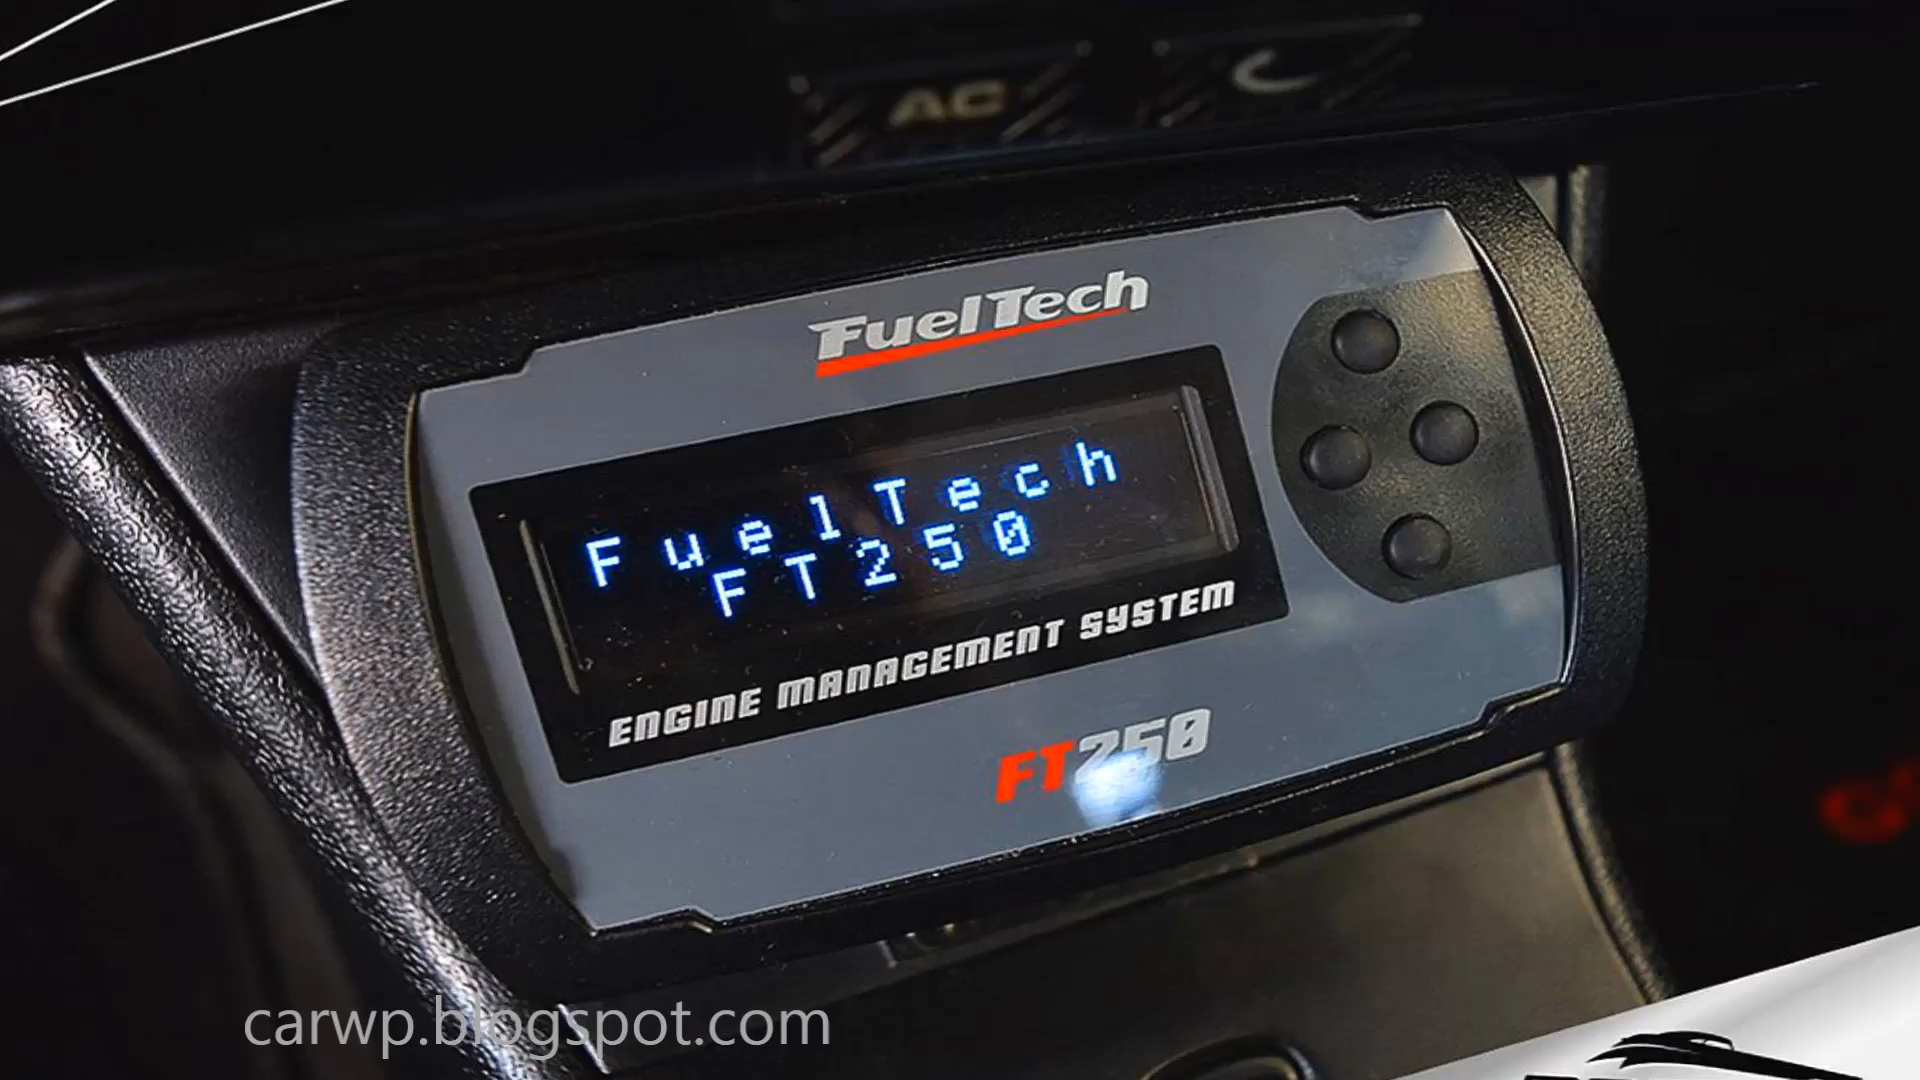 AC
FuelTech
FuelTech
FT250
ENGINE MANAGEMENT SYSTEM
FT250
carwp.blogspot.com